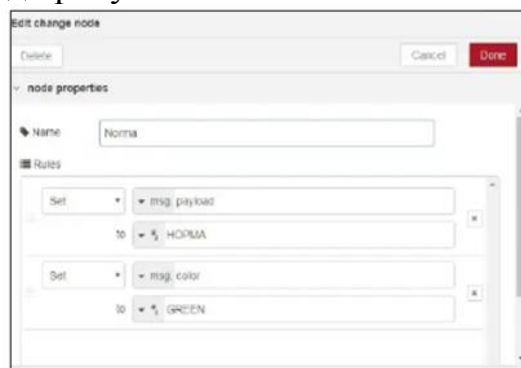 Edit change node
Delete
Cancel
Done
node properties
Name
Norma
Rules
Set
msg. payload
to
НОРМА
Set
msg. color
to
GREEN